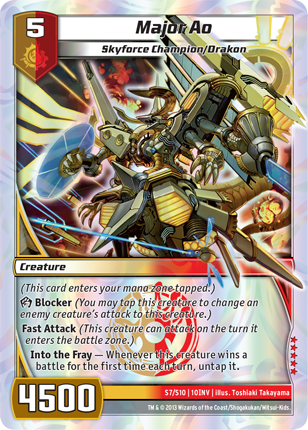 5
Major Ao
Skyforce Champion/Drakon
Creature
(This card enters your mana zone tapped.)
Blocker (You may tap this creature to change an
enemy creature's attack to this creature.)
Fast Attack (This creature can attack on the turn it
enters the battle zone.)
Into the Fray — Whenever this creature wins a
battle for the first time each turn, untap it.
4500
S7/S10 | 10INV | illus. Toshiaki Takayama
TM & © 2013 Wizards of the Coast/Shogakukan/Mitsui-Kids.